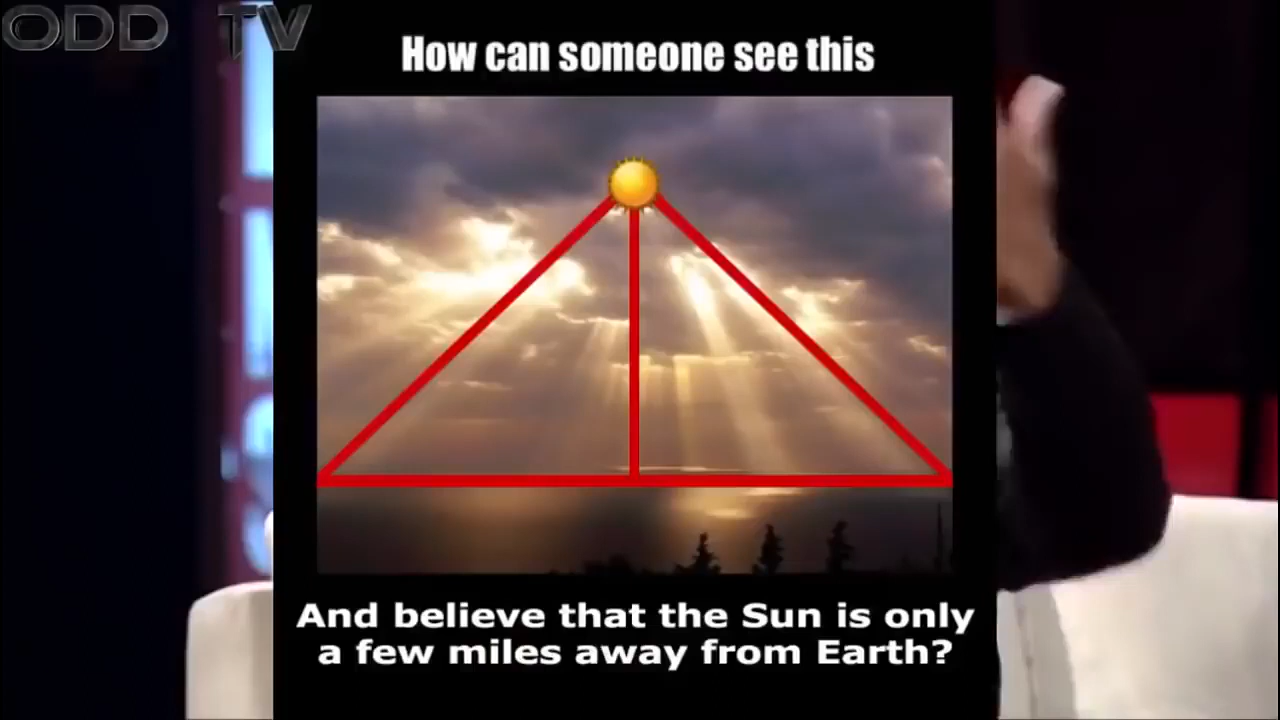 ODD TV
How can someone see this
And believe that the Sun is only
a few miles away from Earth?